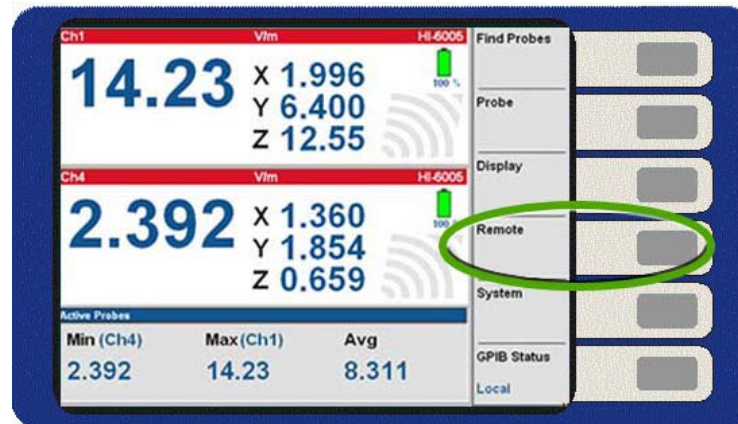 Ch1 V/m HI-6005
14.23
X 1.996
Y 6.400
Z 12.55
100 %
Ch4 V/m HI-6005
2.392
X 1.360
Y 1.854
Z 0.659
100 %
Active Probes
Min (Ch4) Max(Ch1) Avg
2.392 14.23 8.311
Find Probes
Probe
Display
Remote
System
GPIB Status
Local